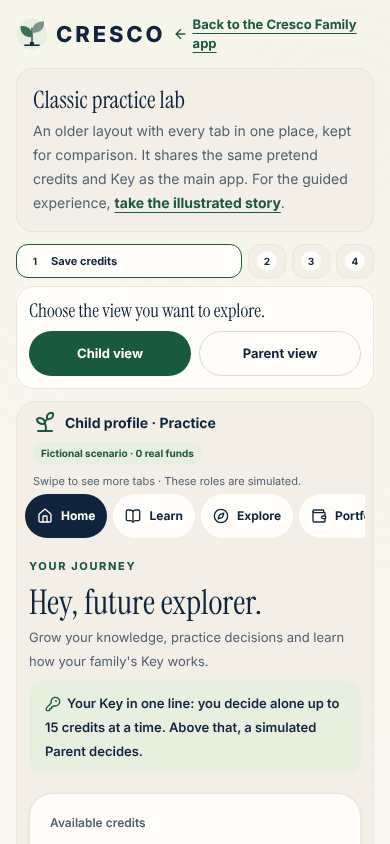 CRESCO
← Back to the Cresco Family
app
Classic practice lab
An older layout with every tab in one place, kept
for comparison. It shares the same pretend
credits and Key as the main app. For the guided
experience, take the illustrated story.
1 Save credits 2 3 4
Choose the view you want to explore.
Child view Parent view
Child profile · Practice
Fictional scenario · 0 real funds
Swipe to see more tabs · These roles are simulated.
Home Learn Explore Portf
YOUR JOURNEY
Hey, future explorer.
Grow your knowledge, practice decisions and learn
how your family's Key works.
Your Key in one line: you decide alone up to
15 credits at a time. Above that, a simulated
Parent decides.
Available credits